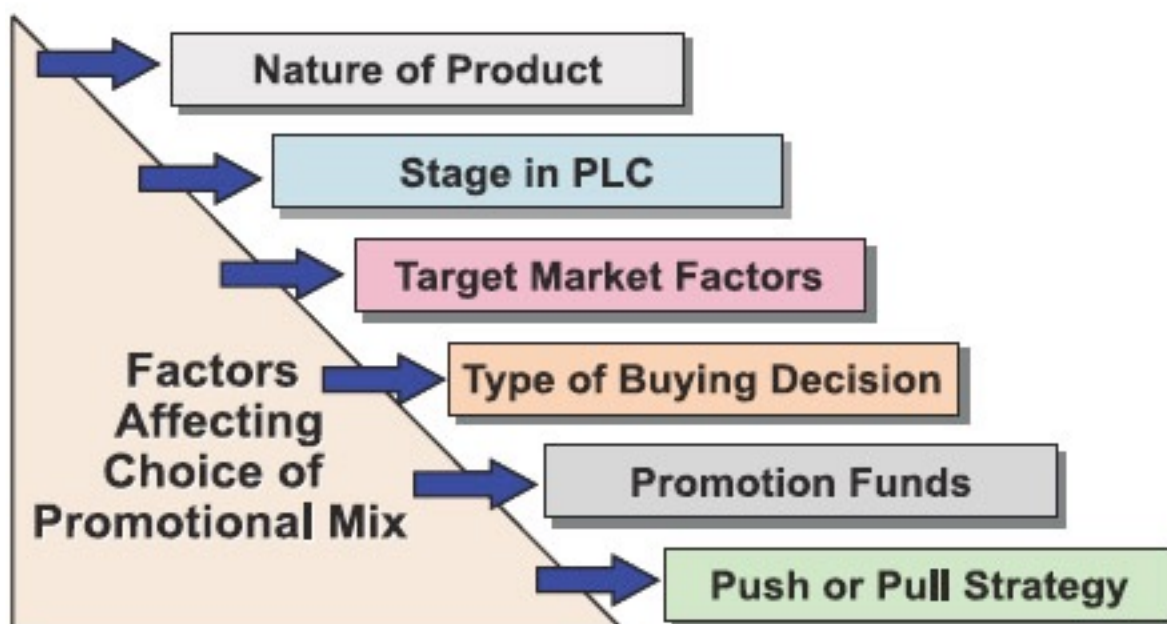 Nature of Product
Stage in PLC
Target Market Factors
Type of Buying Decision
Promotion Funds
Push or Pull Strategy
Factors
Affecting
Choice of
Promotional Mix